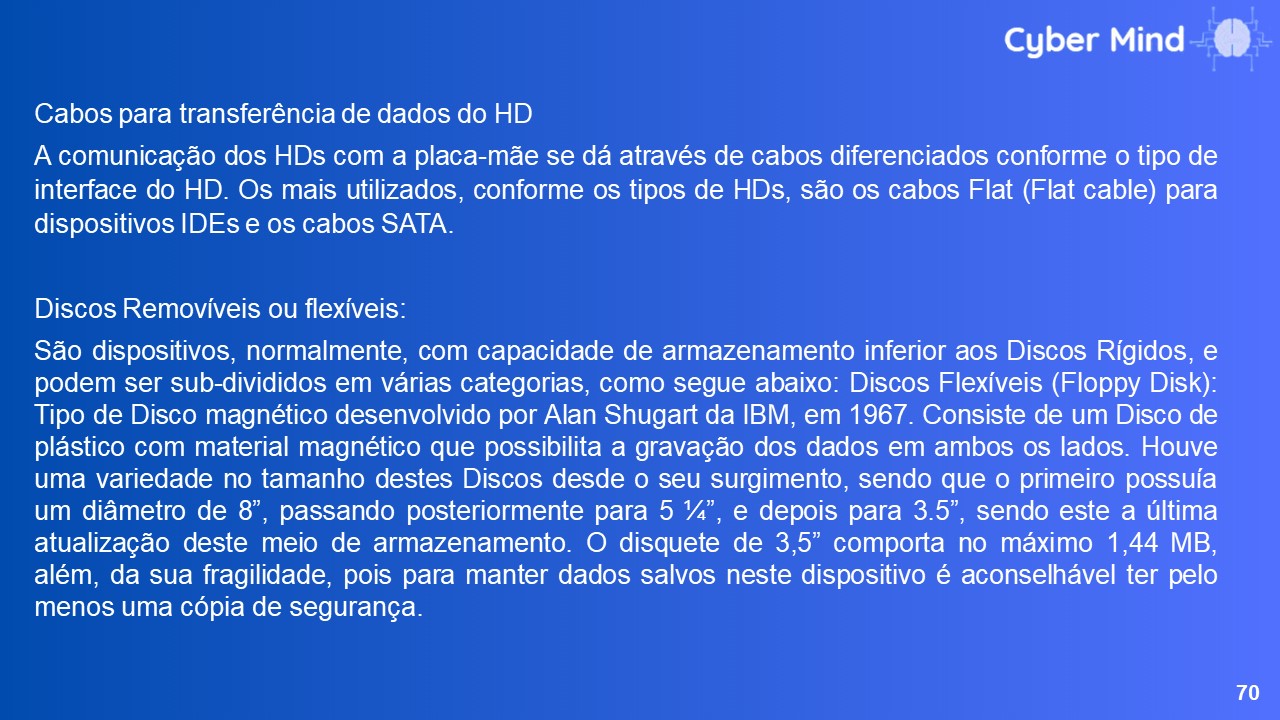 Cyber Mind
Cabos para transferência de dados do HD
A comunicação dos HDs com a placa-mãe se dá através de cabos diferenciados conforme o tipo de
interface do HD. Os mais utilizados, conforme os tipos de HDs, são os cabos Flat (Flat cable) para
dispositivos IDEs e os cabos SATA.
Discos Removíveis ou flexíveis:
São dispositivos, normalmente, com capacidade de armazenamento inferior aos Discos Rígidos, e
podem ser sub-divididos em várias categorias, como segue abaixo: Discos Flexíveis (Floppy Disk):
Tipo de Disco magnético desenvolvido por Alan Shugart da IBM, em 1967. Consiste de um Disco de
plástico com material magnético que possibilita a gravação dos dados em ambos os lados. Houve
uma variedade no tamanho destes Discos desde o seu surgimento, sendo que o primeiro possuía
um diâmetro de 8”, passando posteriormente para 5 ¼”, e depois para 3.5”, sendo este a última
atualização deste meio de armazenamento. O disquete de 3,5” comporta no máximo 1,44 MB,
além, da sua fragilidade, pois para manter dados salvos neste dispositivo é aconselhável ter pelo
menos uma cópia de segurança.
70